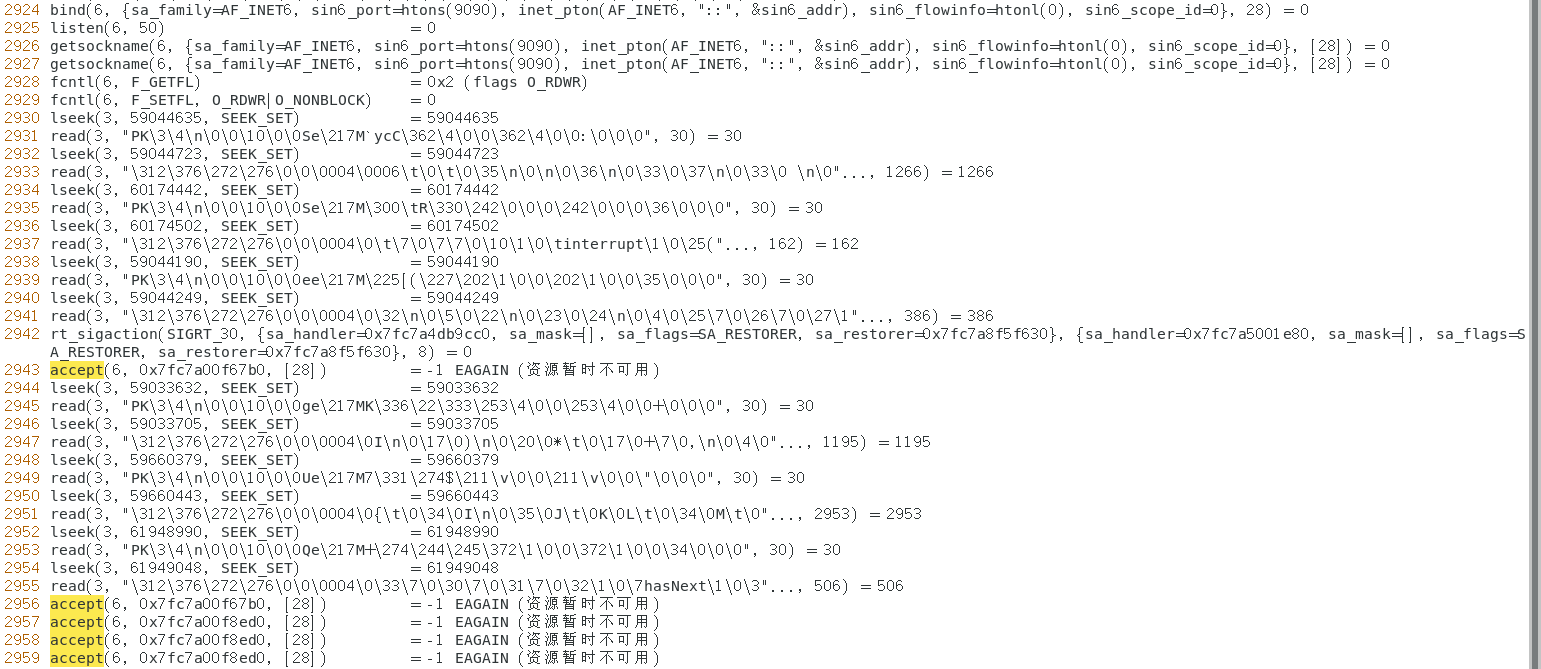 2924 bind(6, {sa_family=AF_INET6, sin6_port=htons(9090), inet_pton(AF_INET6, "::", &sin6_addr), sin6_flowinfo=htonl(0), sin6_scope_id=0}, 28) = 0
2925 listen(6, 50) = 0
2926 getsockname(6, {sa_family=AF_INET6, sin6_port=htons(9090), inet_pton(AF_INET6, "::", &sin6_addr), sin6_flowinfo=htonl(0), sin6_scope_id=0}, [28]) = 0
2927 getsockname(6, {sa_family=AF_INET6, sin6_port=htons(9090), inet_pton(AF_INET6, "::", &sin6_addr), sin6_flowinfo=htonl(0), sin6_scope_id=0}, [28]) = 0
2928 fcntl(6, F_GETFL) = 0x2 (flags O_RDWR)
2929 fcntl(6, F_SETFL, O_RDWR|O_NONBLOCK) = 0
2930 lseek(3, 59044635, SEEK_SET) = 59044635
2931 read(3, "PK\3\4\n\0\0\10\0\0Se\217M`ycC\362\4\0\0\362\4\0\0:\0\0\0", 30) = 30
2932 lseek(3, 59044723, SEEK_SET) = 59044723
2933 read(3, "\312\376\272\276\0\0\0004\0006\t\0\t\0\35\n\0\n\0\36\n\0\33\0\37\n\0\33\0 \n\0"..., 1266) = 1266
2934 lseek(3, 60174442, SEEK_SET) = 60174442
2935 read(3, "PK\3\4\n\0\0\10\0\0Se\217M\300\tR\330\242\0\0\0\242\0\0\0\36\0\0\0", 30) = 30
2936 lseek(3, 60174502, SEEK_SET) = 60174502
2937 read(3, "\312\376\272\276\0\0\0004\0\t\7\0\7\7\0\10\1\0\tinterrupt\1\0\25("..., 162) = 162
2938 lseek(3, 59044190, SEEK_SET) = 59044190
2939 read(3, "PK\3\4\n\0\0\10\0\0ee\217M\225[(\227\202\1\0\0\202\1\0\0\35\0\0\0", 30) = 30
2940 lseek(3, 59044249, SEEK_SET) = 59044249
2941 read(3, "\312\376\272\276\0\0\0004\0\32\n\0\5\0\22\n\0\23\0\24\n\0\4\0\25\7\0\26\7\0\27\1"..., 386) = 386
2942 rt_sigaction(SIGRT_30, {sa_handler=0x7fc7a4db9cc0, sa_mask=[], sa_flags=SA_RESTORER, sa_restorer=0x7fc7a8f5f630}, {sa_handler=0x7fc7a5001e80, sa_mask=[], sa_flags=S
A_RESTORER, sa_restorer=0x7fc7a8f5f630}, 8) = 0
2943 accept(6, 0x7fc7a00f67b0, [28]) = -1 EAGAIN (资源暂时不可用)
2944 lseek(3, 59033632, SEEK_SET) = 59033632
2945 read(3, "PK\3\4\n\0\0\10\0\0ge\217MK\336\22\333\253\4\0\0\253\4\0\0+\0\0\0", 30) = 30
2946 lseek(3, 59033705, SEEK_SET) = 59033705
2947 read(3, "\312\376\272\276\0\0\0004\0I\n\0\17\0)\n\0\20\0*\t\0\17\0+\7\0,\n\0\4\0"..., 1195) = 1195
2948 lseek(3, 59660379, SEEK_SET) = 59660379
2949 read(3, "PK\3\4\n\0\0\10\0\0Ue\217M7\331\274$\211\v\0\0\211\v\0\0\"\0\0\0", 30) = 30
2950 lseek(3, 59660443, SEEK_SET) = 59660443
2951 read(3, "\312\376\272\276\0\0\0004\0{\t\0\34\0I\n\0\35\0J\t\0K\0L\t\0\34\0M\t\0"..., 2953) = 2953
2952 lseek(3, 61948990, SEEK_SET) = 61948990
2953 read(3, "PK\3\4\n\0\0\10\0\0Qe\217M+\274\244\245\372\1\0\0\372\1\0\0\34\0\0\0", 30) = 30
2954 lseek(3, 61949048, SEEK_SET) = 61949048
2955 read(3, "\312\376\272\276\0\0\0004\0\33\7\0\30\7\0\31\7\0\32\1\0\7hasNext\1\0\3"..., 506) = 506
2956 accept(6, 0x7fc7a00f67b0, [28]) = -1 EAGAIN (资源暂时不可用)
2957 accept(6, 0x7fc7a00f8ed0, [28]) = -1 EAGAIN (资源暂时不可用)
2958 accept(6, 0x7fc7a00f8ed0, [28]) = -1 EAGAIN (资源暂时不可用)
2959 accept(6, 0x7fc7a00f8ed0, [28]) = -1 EAGAIN (资源暂时不可用)